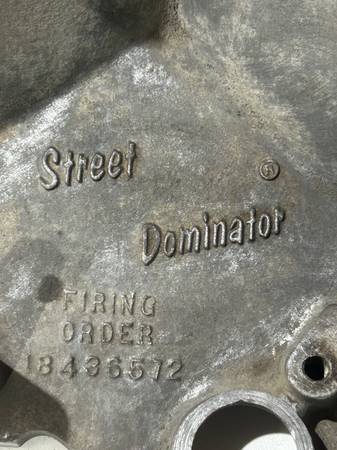 Street
®
Dominator
FIRING
ORDER
18436572